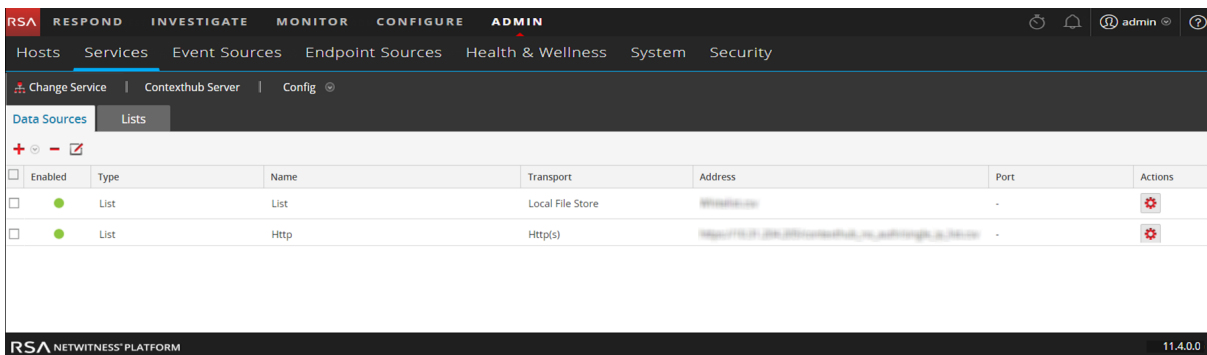 RSA RESPOND INVESTIGATE MONITOR CONFIGURE ADMIN admin ?
Hosts Services Event Sources Endpoint Sources Health & Wellness System Security
Change Service | Contexthub Server | Config
Data Sources Lists
Enabled Type Name Transport Address Port Actions
List List Local File Store -
List Http Http(s) -
RSA NETWITNESS® PLATFORM 11.4.0.0